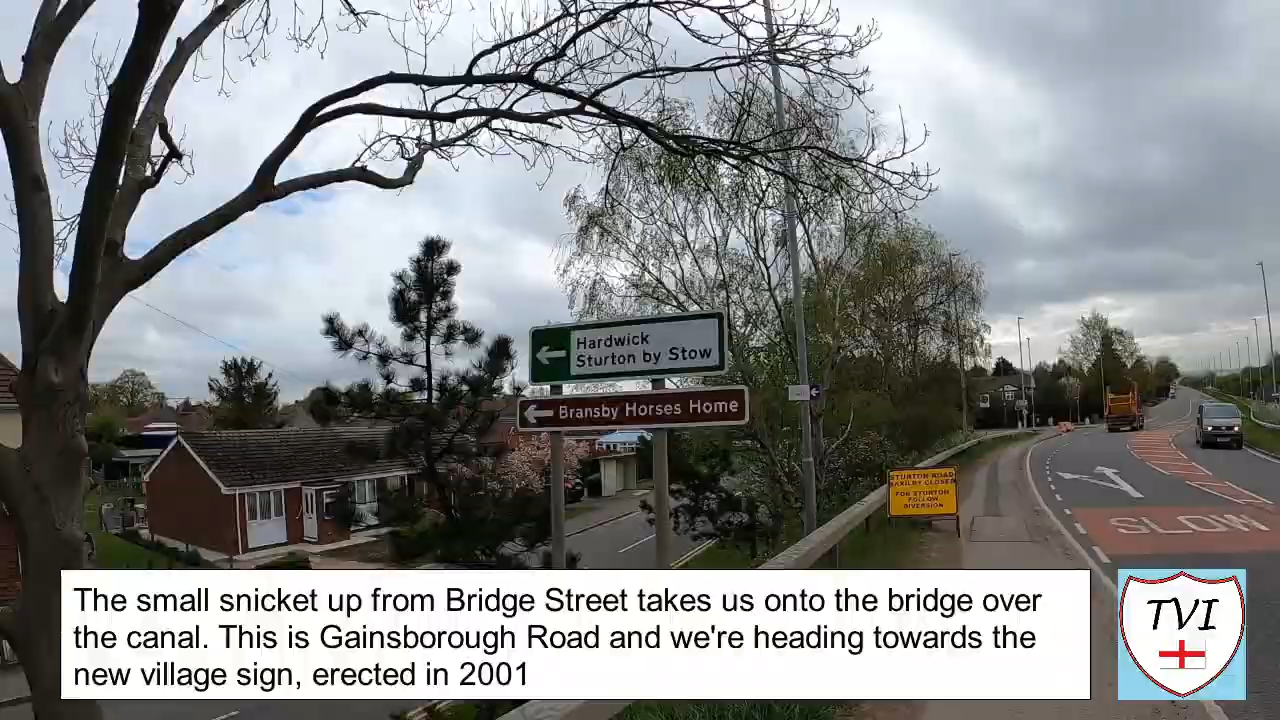 Hardwick
Sturton by Stow
Bransby Horses Home
STURTON ROAD
SAXILBY CLOSED
FOR STURTON
FOLLOW
DIVERSION
SLOW
The small snicket up from Bridge Street takes us onto the bridge over
the canal. This is Gainsborough Road and we're heading towards the
new village sign, erected in 2001
TVI